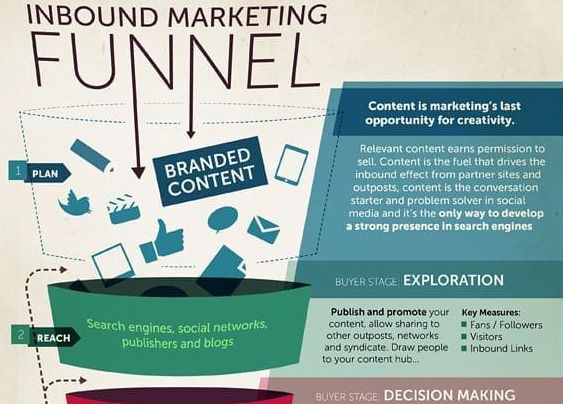 INBOUND MARKETING
FUNNEL
Content is marketing's last
opportunity for creativity.
Relevant content earns permission to
sell. Content is the fuel that drives the
inbound effect from partner sites and
outposts, content is the conversation
starter and problem solver in social
media and it's the only way to develop
a strong presence in search engines
1 PLAN
BRANDED
CONTENT
BUYER STAGE: EXPLORATION
2 REACH
Search engines, social networks,
publishers and blogs
Publish and promote your
content, allow sharing to
other outposts, networks
and syndicate. Draw people
to your content hub...
Key Measures:
Fans / Followers
Visitors
Inbound Links
BUYER STAGE: DECISION MAKING